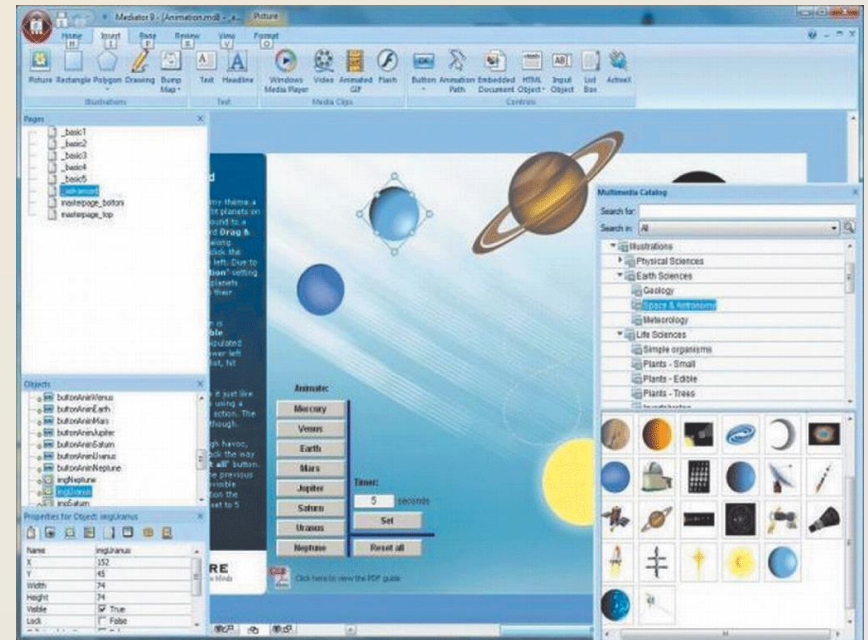 Mediator 9 - [Animation.md8 - _a...
Picture
Home Insert Page Review View Format
Picture Rectangle Polygon Drawing Bump Map
Text Headline
Windows Media Player Video Animated GIF Flash
Button Animation Path Embedded Document HTML Object Input Object List Box ActiveX
Illustrations Text Media Clips Controls
Pages
_basic1
_basic2
_basic3
_basic4
_basic5
_advanced
masterpage_bottom
masterpage_top
Objects
buttonAnimVenus
buttonAnimEarth
buttonAnimMars
buttonAnimJupiter
buttonAnimSaturn
buttonAnimUranus
buttonAnimNeptune
imgNeptune
imgUranus
imgSaturn
Properties for Object: imgUranus
Name imgUranus
X 152
Y 45
Width 74
Height 74
Visible True
Lock False
Animate:
Mercury
Venus
Earth
Mars
Jupiter
Saturn
Uranus
Neptune
Timer:
5 seconds
Set
Reset all
Click here to view the PDF guide
Multimedia Catalog
Search for:
Search in: All
Illustrations
Physical Sciences
Earth Sciences
Geology
Space & Astronomy
Meteorology
Life Sciences
Simple organisms
Plants - Small
Plants - Edible
Plants - Trees